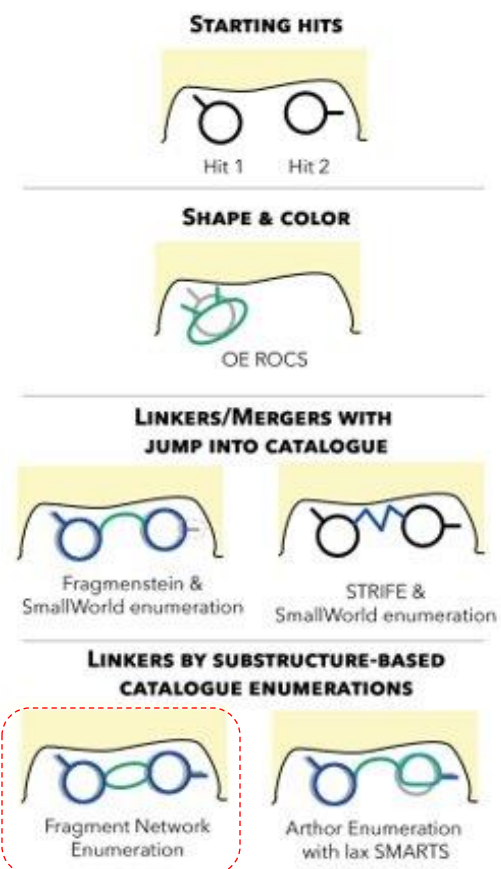 STARTING HITS
Hit 1 Hit 2
SHAPE & COLOR
OE ROCS
LINKERS/MERGERS WITH
JUMP INTO CATALOGUE
Fragmenstein &
SmallWorld enumeration
STRIFE &
SmallWorld enumeration
LINKERS BY SUBSTRUCTURE-BASED
CATALOGUE ENUMERATIONS
Fragment Network
Enumeration
Arthor Enumeration
with lax SMARTS